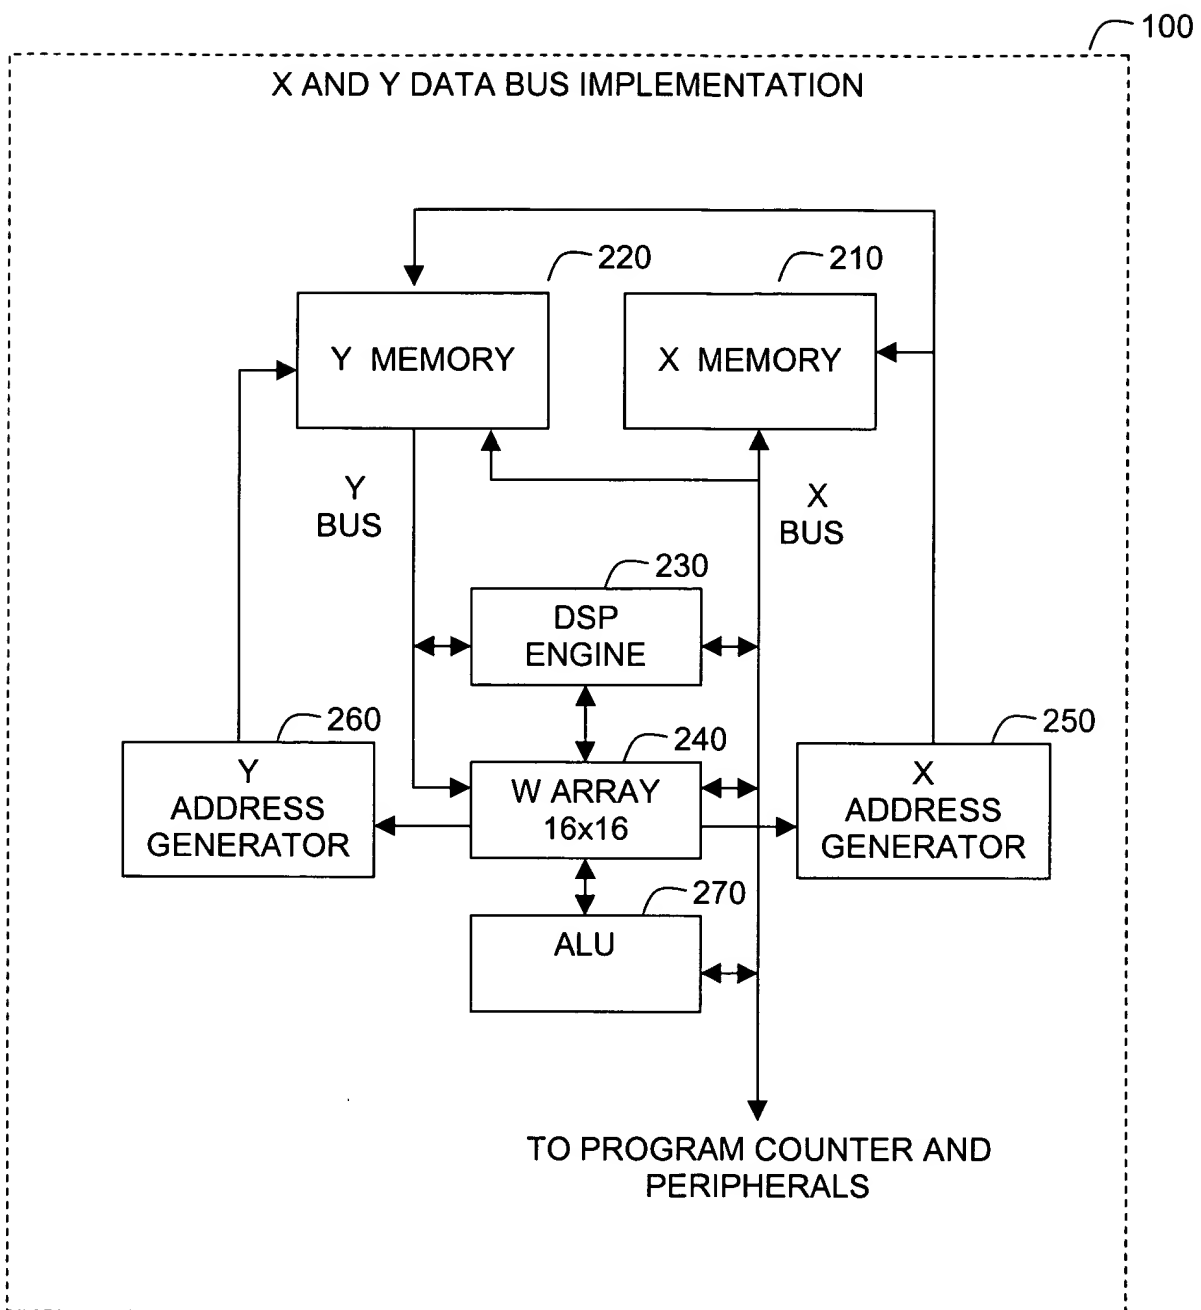 100
X AND Y DATA BUS IMPLEMENTATION
220
210
Y MEMORY
X MEMORY
Y
BUS
X
BUS
230
DSP
ENGINE
260
240
250
Y
ADDRESS
GENERATOR
W ARRAY
16x16
X
ADDRESS
GENERATOR
270
ALU
TO PROGRAM COUNTER AND
PERIPHERALS